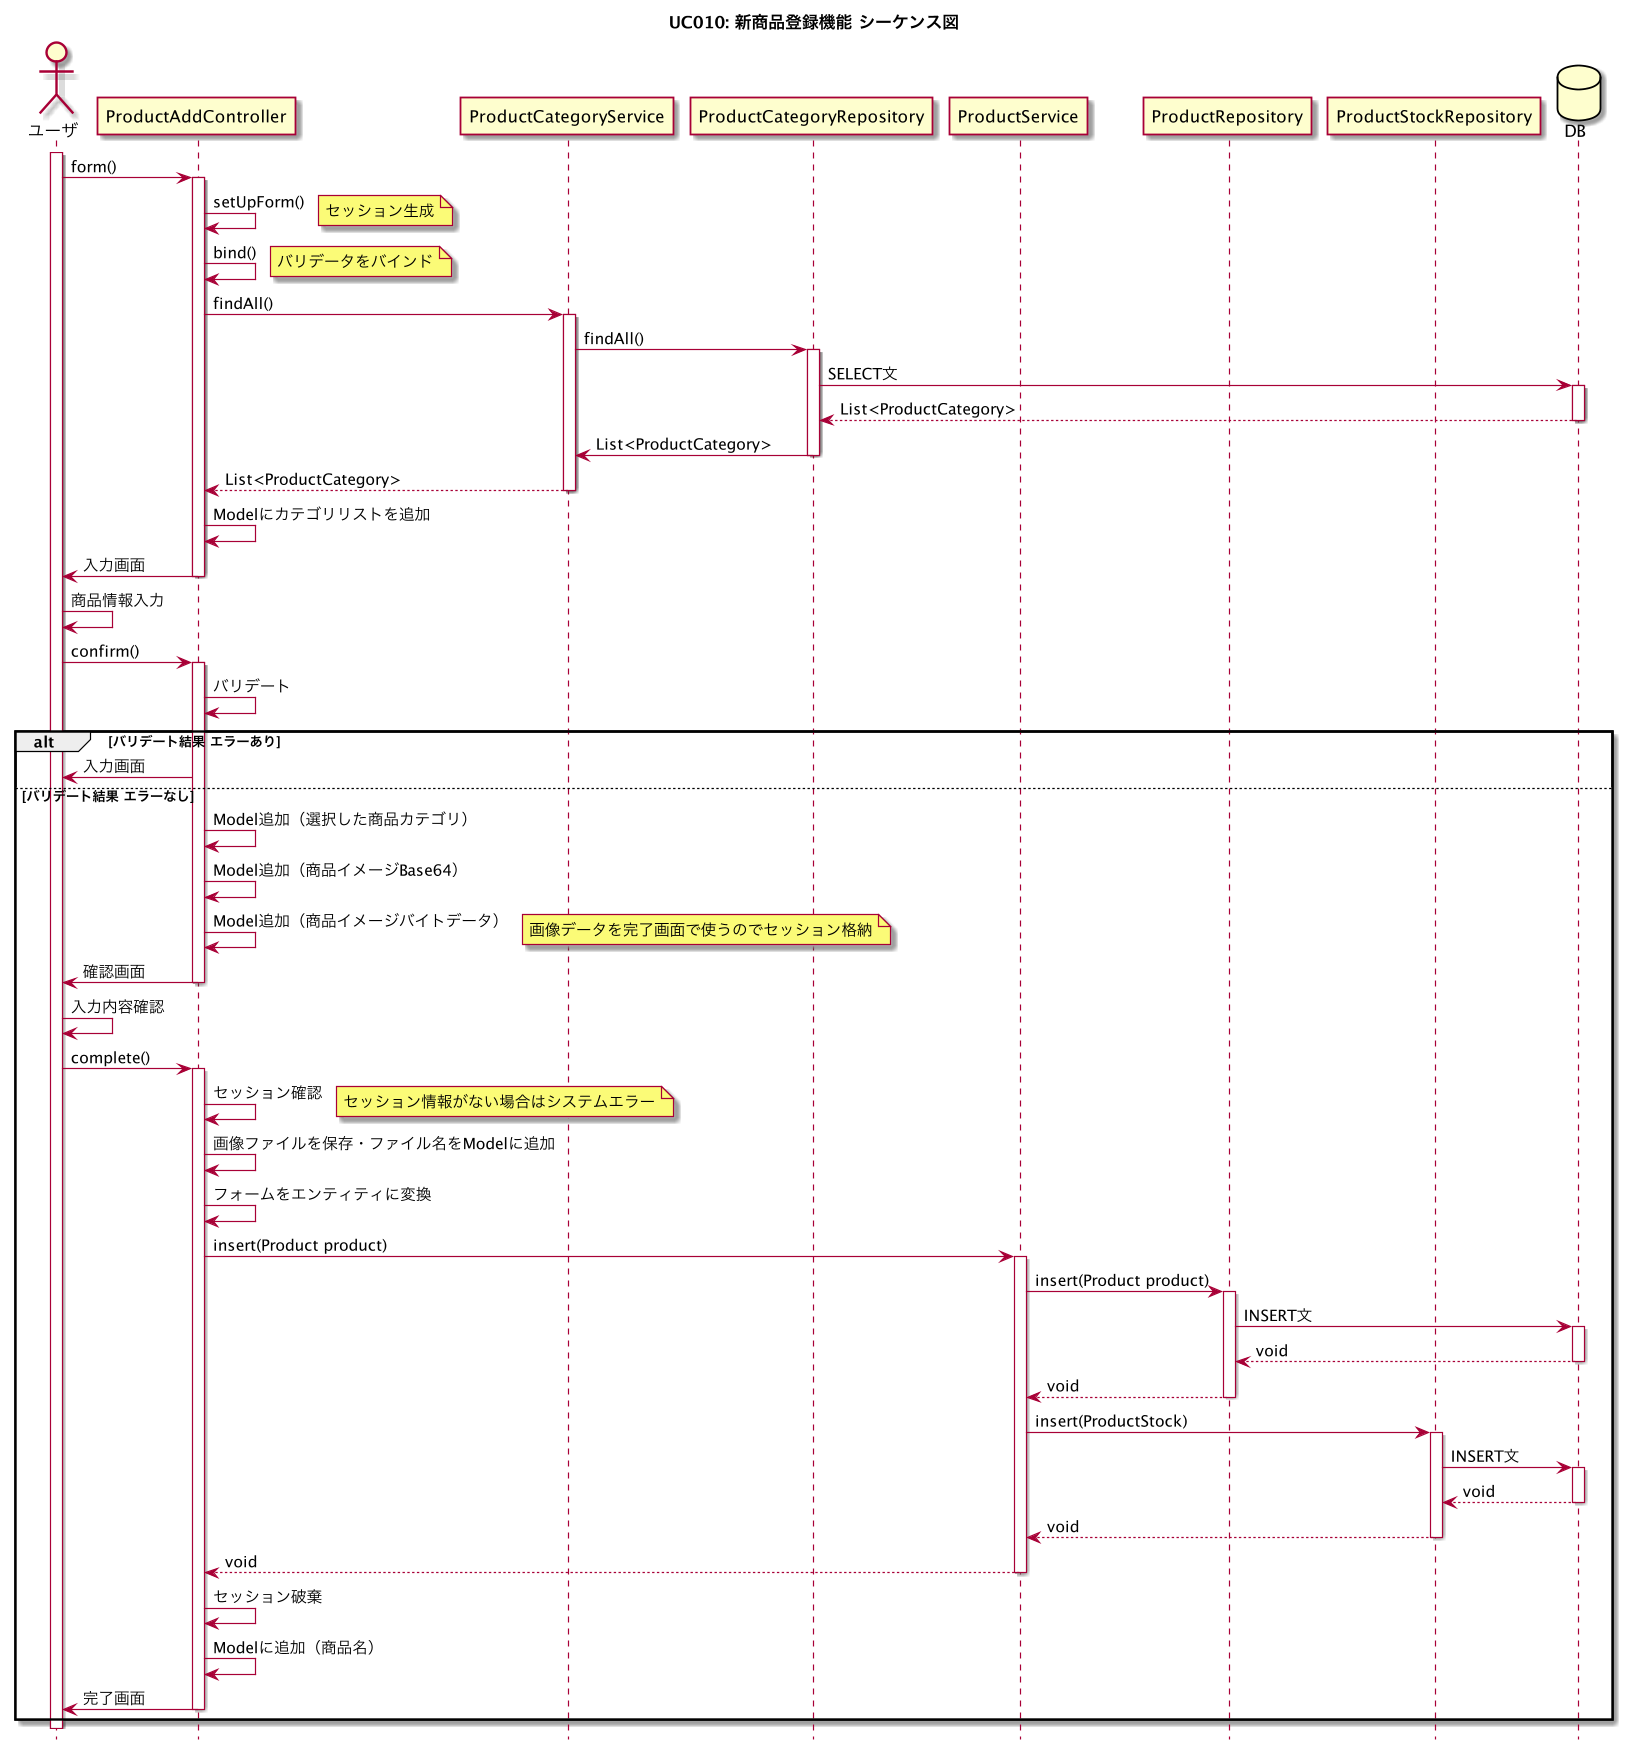 UC010: 新商品登録機能 シーケンス図
ユーザ
ProductAddController
ProductCategoryService
ProductCategoryRepository
ProductService
ProductRepository
ProductStockRepository
DB
form()
setUpForm()
セッション生成
bind()
バリデータをバインド
findAll()
findAll()
SELECT文
List<ProductCategory>
List<ProductCategory>
List<ProductCategory>
Modelにカテゴリリストを追加
入力画面
商品情報入力
confirm()
バリデート
alt
[バリデート結果 エラーあり]
入力画面
[バリデート結果 エラーなし]
Model追加（選択した商品カテゴリ）
Model追加（商品イメージBase64）
Model追加（商品イメージバイトデータ）
画像データを完了画面で使うのでセッション格納
確認画面
入力内容確認
complete()
セッション確認
セッション情報がない場合はシステムエラー
画像ファイルを保存・ファイル名をModelに追加
フォームをエンティティに変換
insert(Product product)
insert(Product product)
INSERT文
void
void
insert(ProductStock)
INSERT文
void
void
void
セッション破棄
Modelに追加（商品名）
完了画面